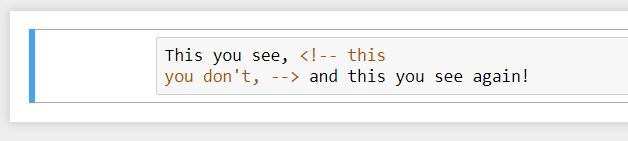 This you see, <!-- this
you don't, --> and this you see again!